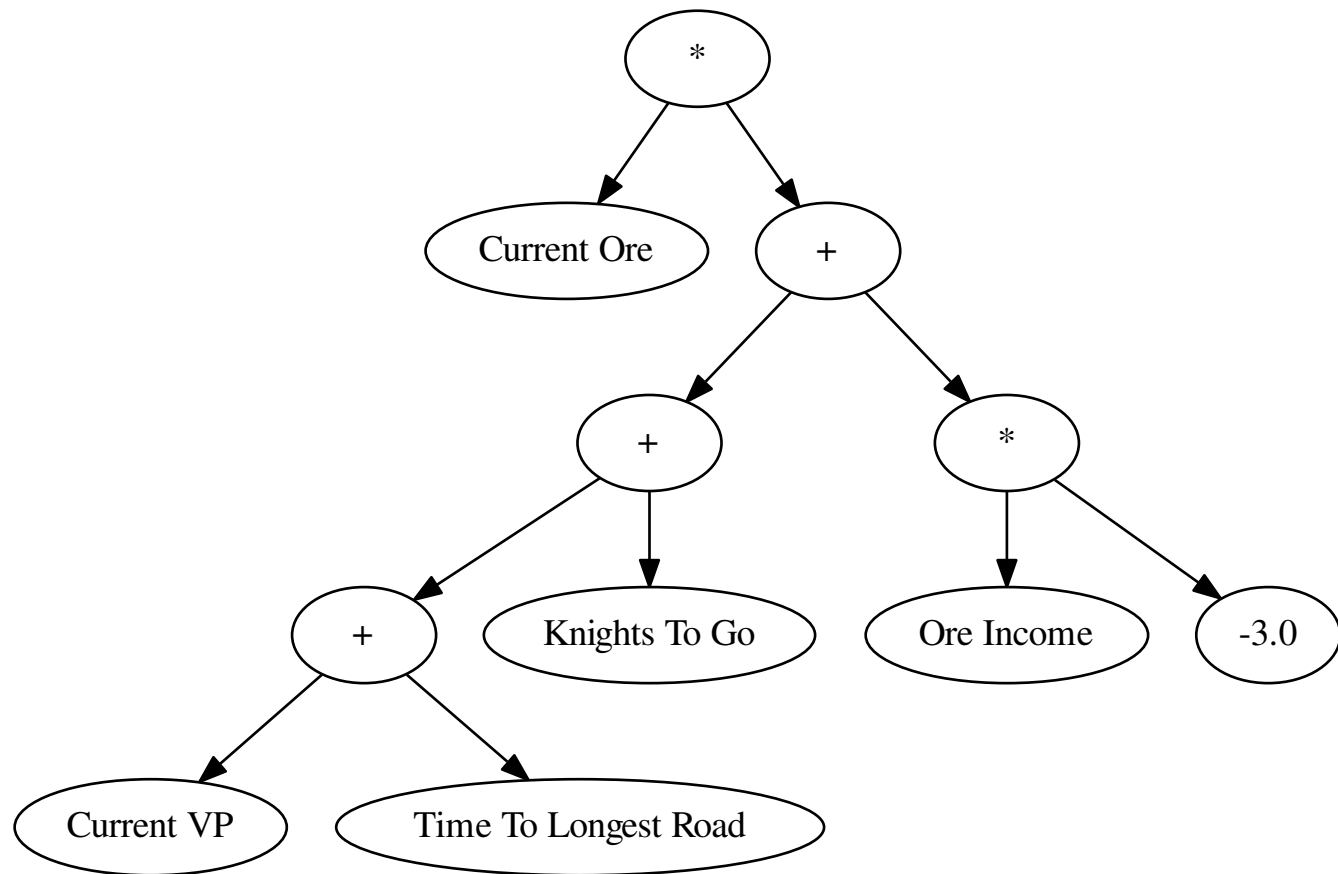 *
Current Ore
+
+
*
+
Knights To Go
Ore Income
-3.0
Current VP
Time To Longest Road